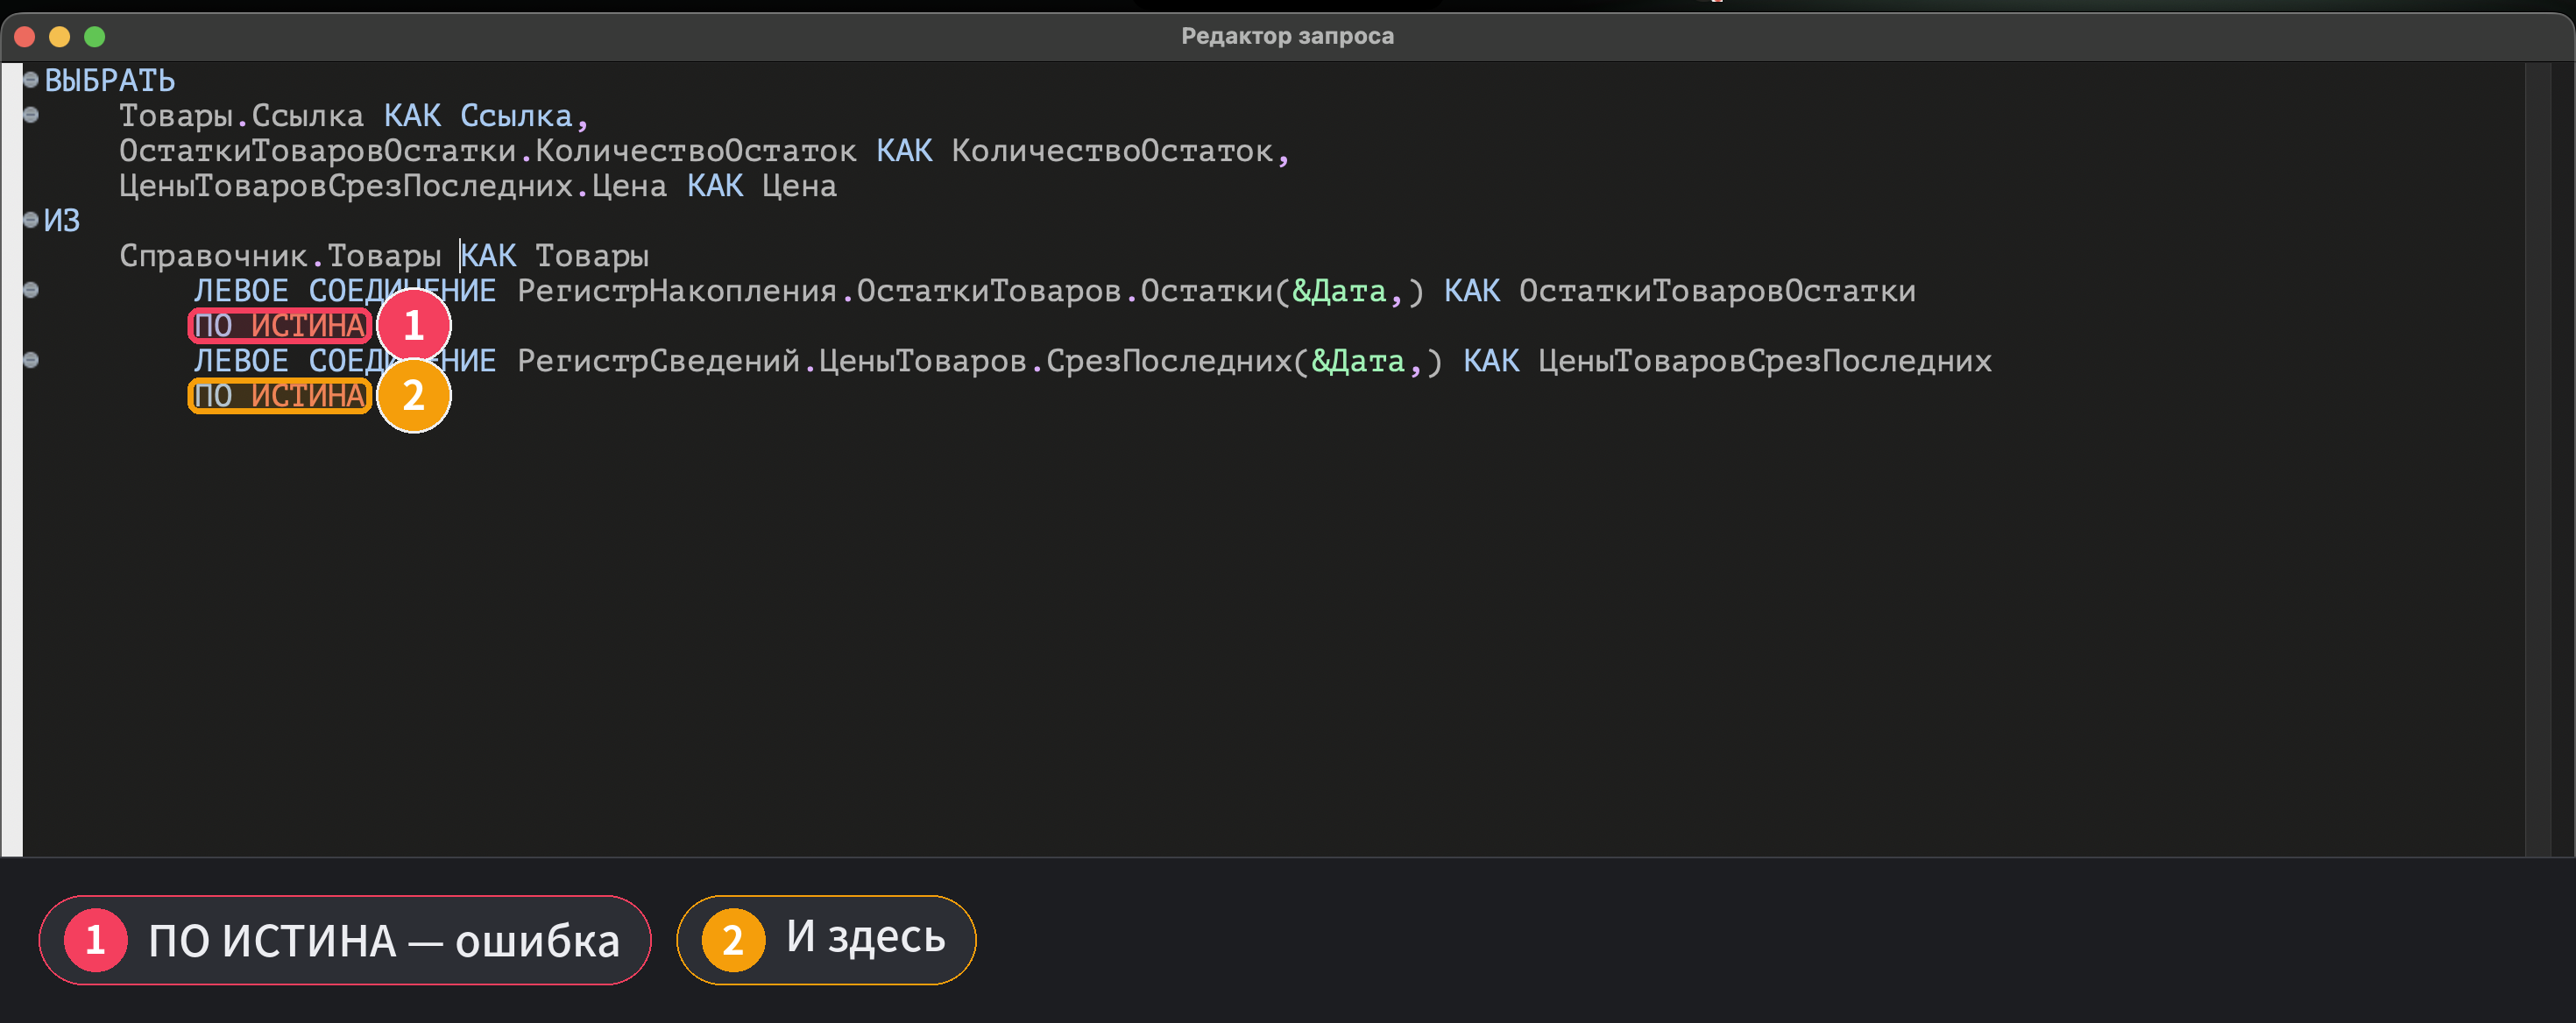 Редактор запроса
ВЫБРАТЬ
Товары.Ссылка КАК Ссылка,
ОстаткиТоваровОстатки.КоличествоОстаток КАК КоличествоОстаток,
ЦеныТоваровСрезПоследних.Цена КАК Цена
ИЗ
Справочник.Товары КАК Товары
ЛЕВОЕ СОЕДИНЕНИЕ РегистрНакопления.ОстаткиТоваров.Остатки(&Дата,) КАК ОстаткиТоваровОстатки
ПО ИСТИНА 1
ЛЕВОЕ СОЕДИНЕНИЕ РегистрСведений.ЦеныТоваров.СрезПоследних(&Дата,) КАК ЦеныТоваровСрезПоследних
ПО ИСТИНА 2
1 ПО ИСТИНА — ошибка
2 И здесь